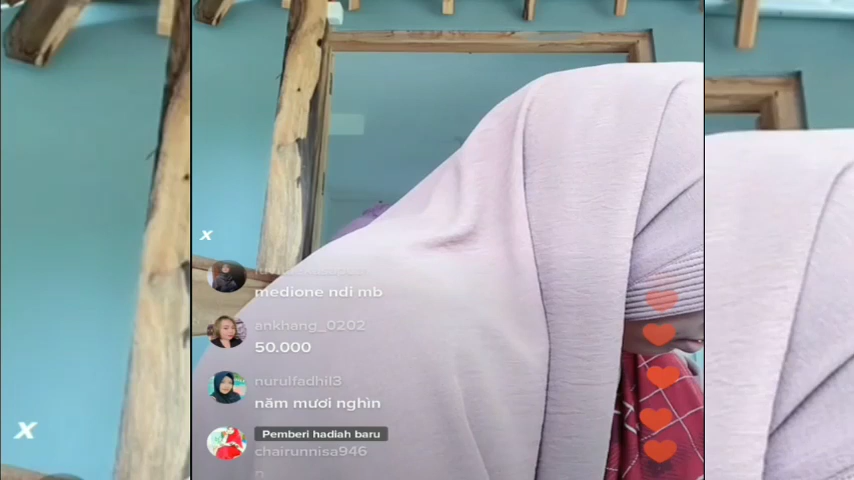 x
x
medione ndi mb
ankhang_0202
50.000
nurulfadhil3
năm mươi nghìn
Pemberi hadiah baru
chairunnisa946
n